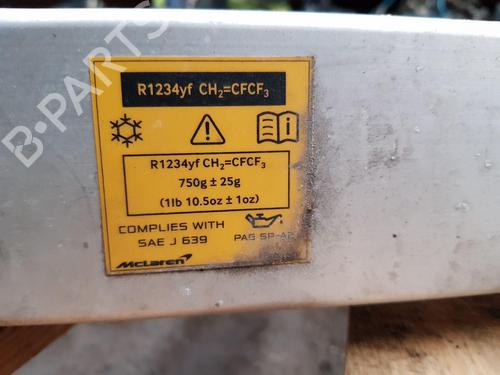 B-PARTS
R1234yf CH₂=CFCF₃
R1234yf CH₂=CFCF₃
750g ± 25g
(1lb 10.5oz ± 1oz)
COMPLIES WITH
SAE J 639
PAG SP-A2
McLaren